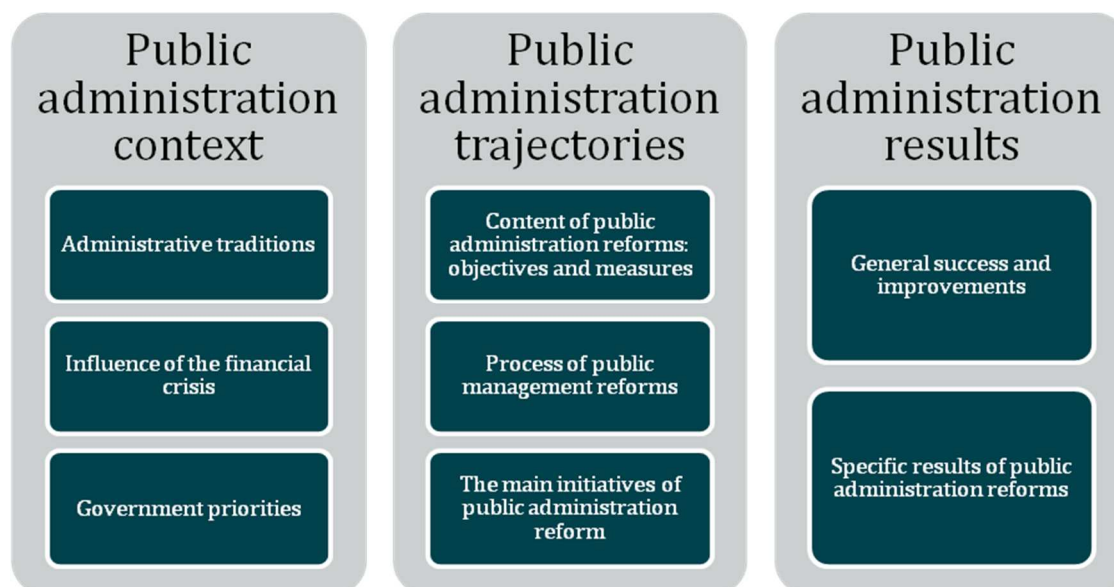 Public
administration
context
Administrative traditions
Influence of the financial
crisis
Government priorities
Public
administration
trajectories
Content of public
administration reforms:
objectives and measures
Process of public
management reforms
The main initiatives of
public administration
reform
Public
administration
results
General success and
improvements
Specific results of public
administration reforms